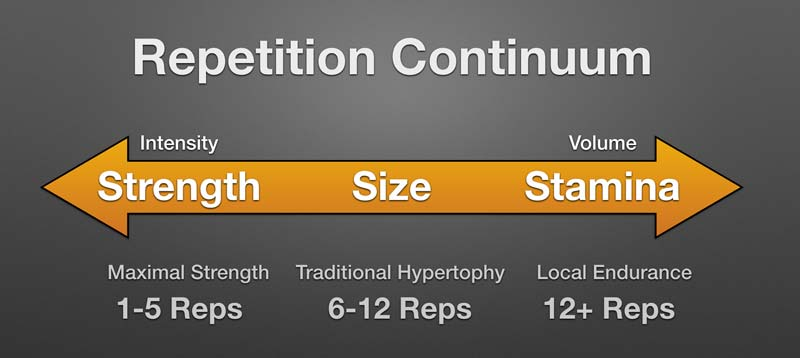 Repetition Continuum
Intensity Volume
Strength Size Stamina
Maximal Strength Traditional Hypertophy Local Endurance
1-5 Reps 6-12 Reps 12+ Reps